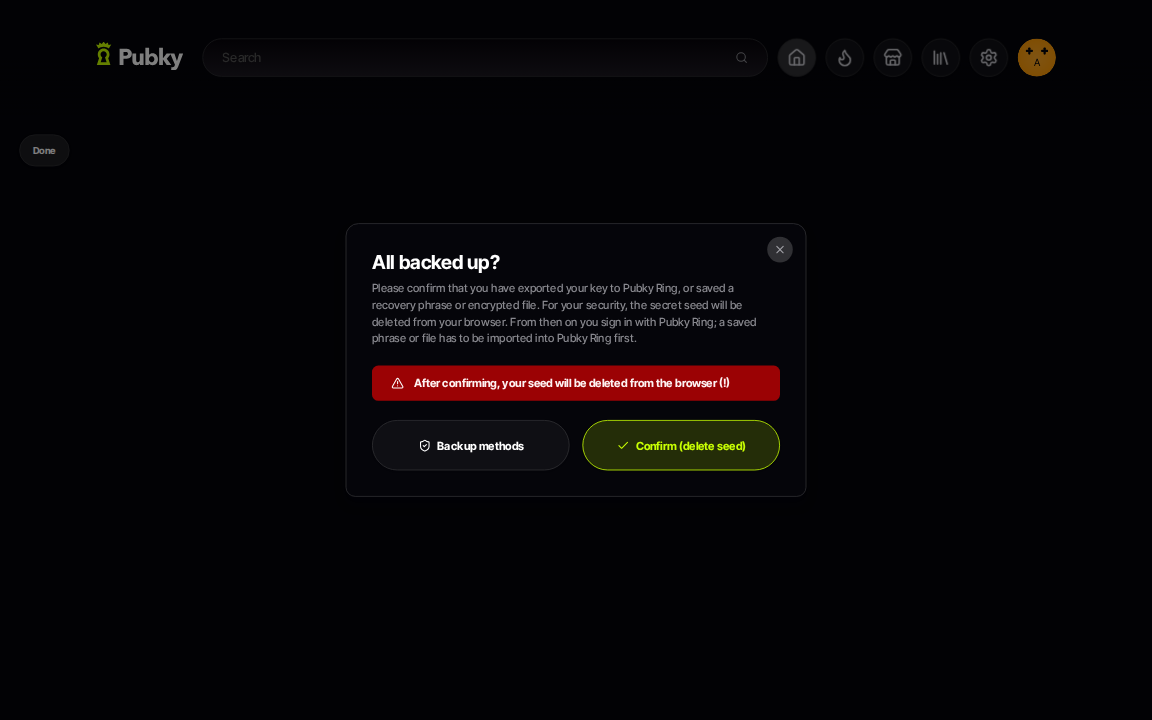 Pubky
Search
A
Done
All backed up?
Please confirm that you have exported your key to Pubky Ring, or saved a
recovery phrase or encrypted file. For your security, the secret seed will be
deleted from your browser. From then on you sign in with Pubky Ring; a saved
phrase or file has to be imported into Pubky Ring first.
After confirming, your seed will be deleted from the browser (!)
Backup methods
Confirm (delete seed)